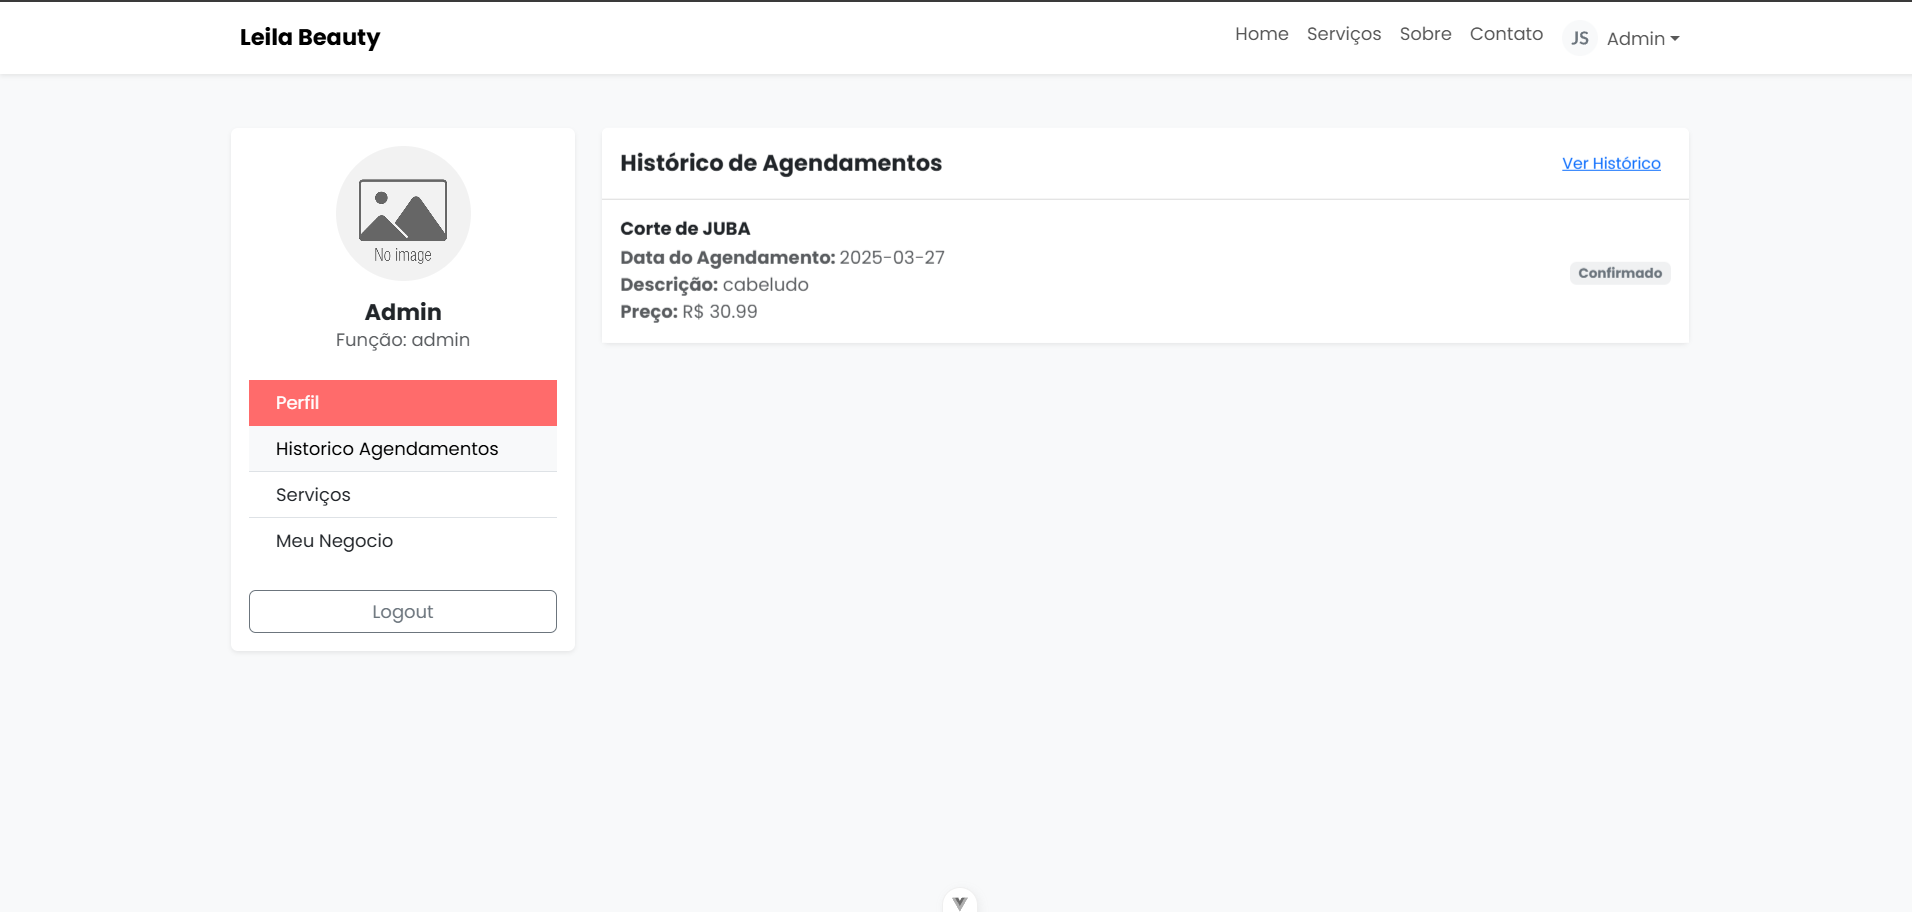 Leila Beauty
Home Serviços Sobre Contato JS Admin
No image
Admin
Função: admin
Perfil
Historico Agendamentos
Serviços
Meu Negocio
Logout
Histórico de Agendamentos
Ver Histórico
Corte de JUBA
Data do Agendamento: 2025-03-27
Descrição: cabeludo
Preço: R$ 30.99
Confirmado